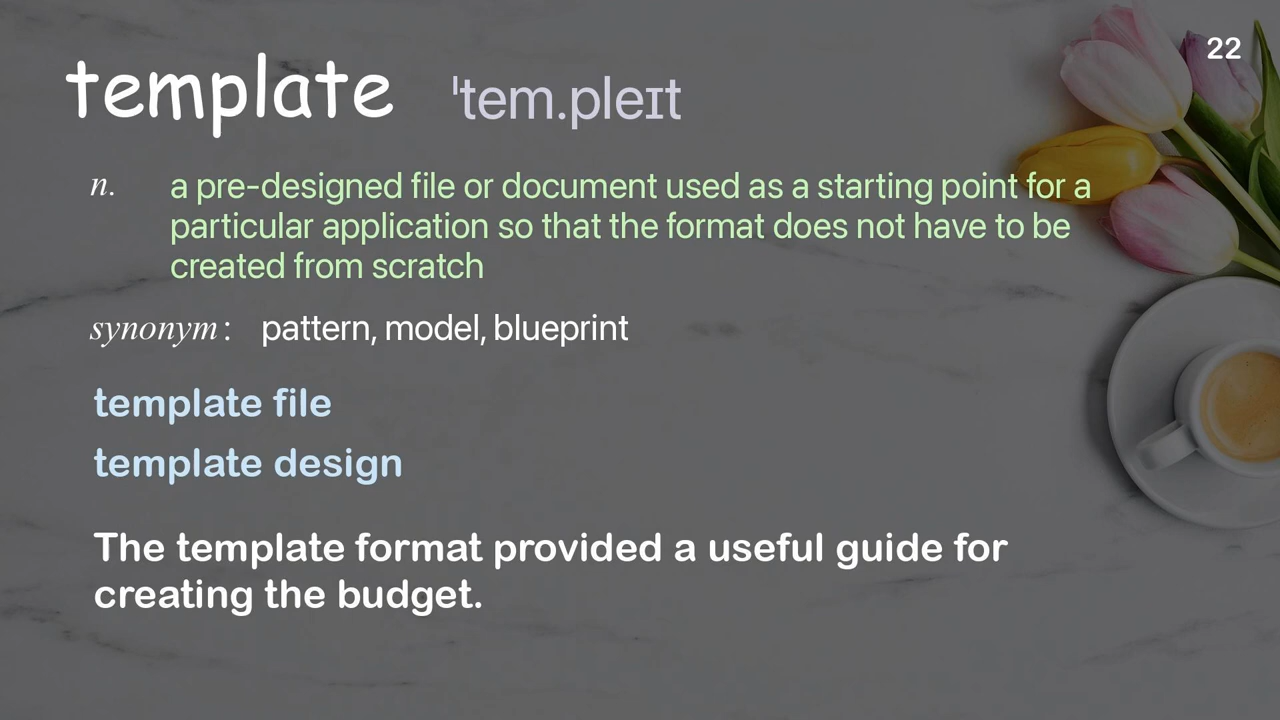 22
template ˈtem.pleɪt
n. a pre-designed file or document used as a starting point for a
particular application so that the format does not have to be
created from scratch
synonym: pattern, model, blueprint
template file
template design
The template format provided a useful guide for
creating the budget.